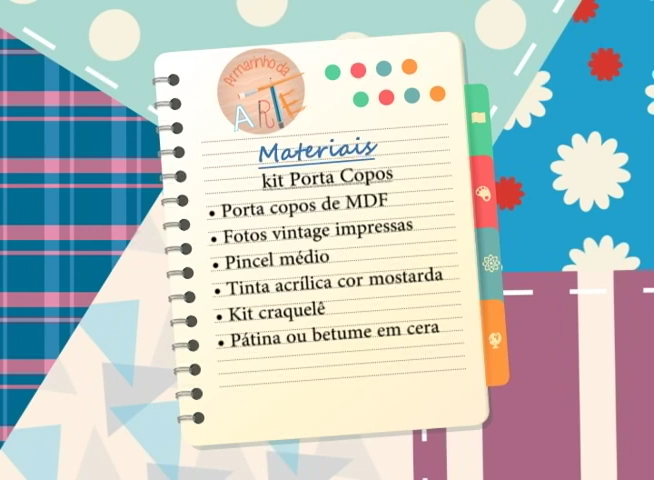 Armarinho da
ARTE
Materiais
kit Porta Copos
• Porta copos de MDF
• Fotos vintage impressas
• Pincel médio
• Tinta acrílica cor mostarda
• Kit craquelê
• Pátina ou betume em cera